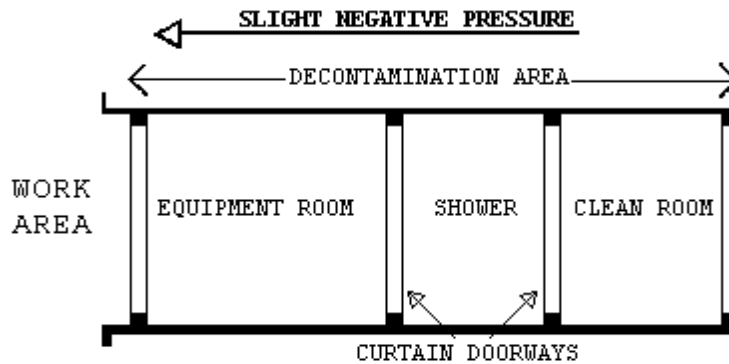 SLIGHT NEGATIVE PRESSURE
DECONTAMINATION AREA
WORK
AREA
EQUIPMENT ROOM
SHOWER
CLEAN ROOM
CURTAIN DOORWAYS